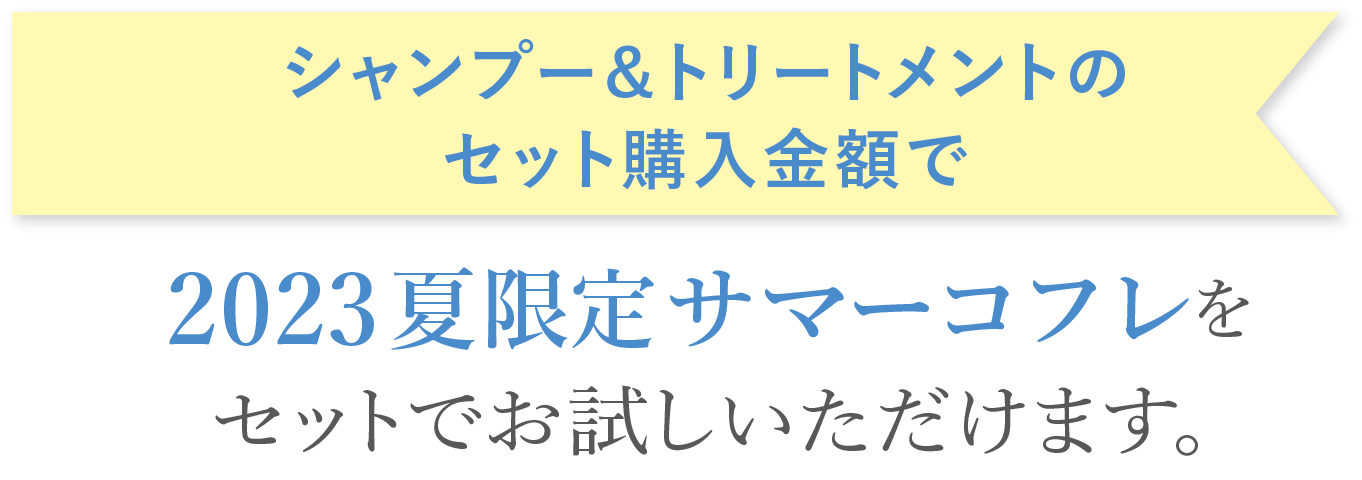 シャンプー＆トリートメントの
セット購入金額で
2023夏限定サマーコフレを
セットでお試しいただけます。